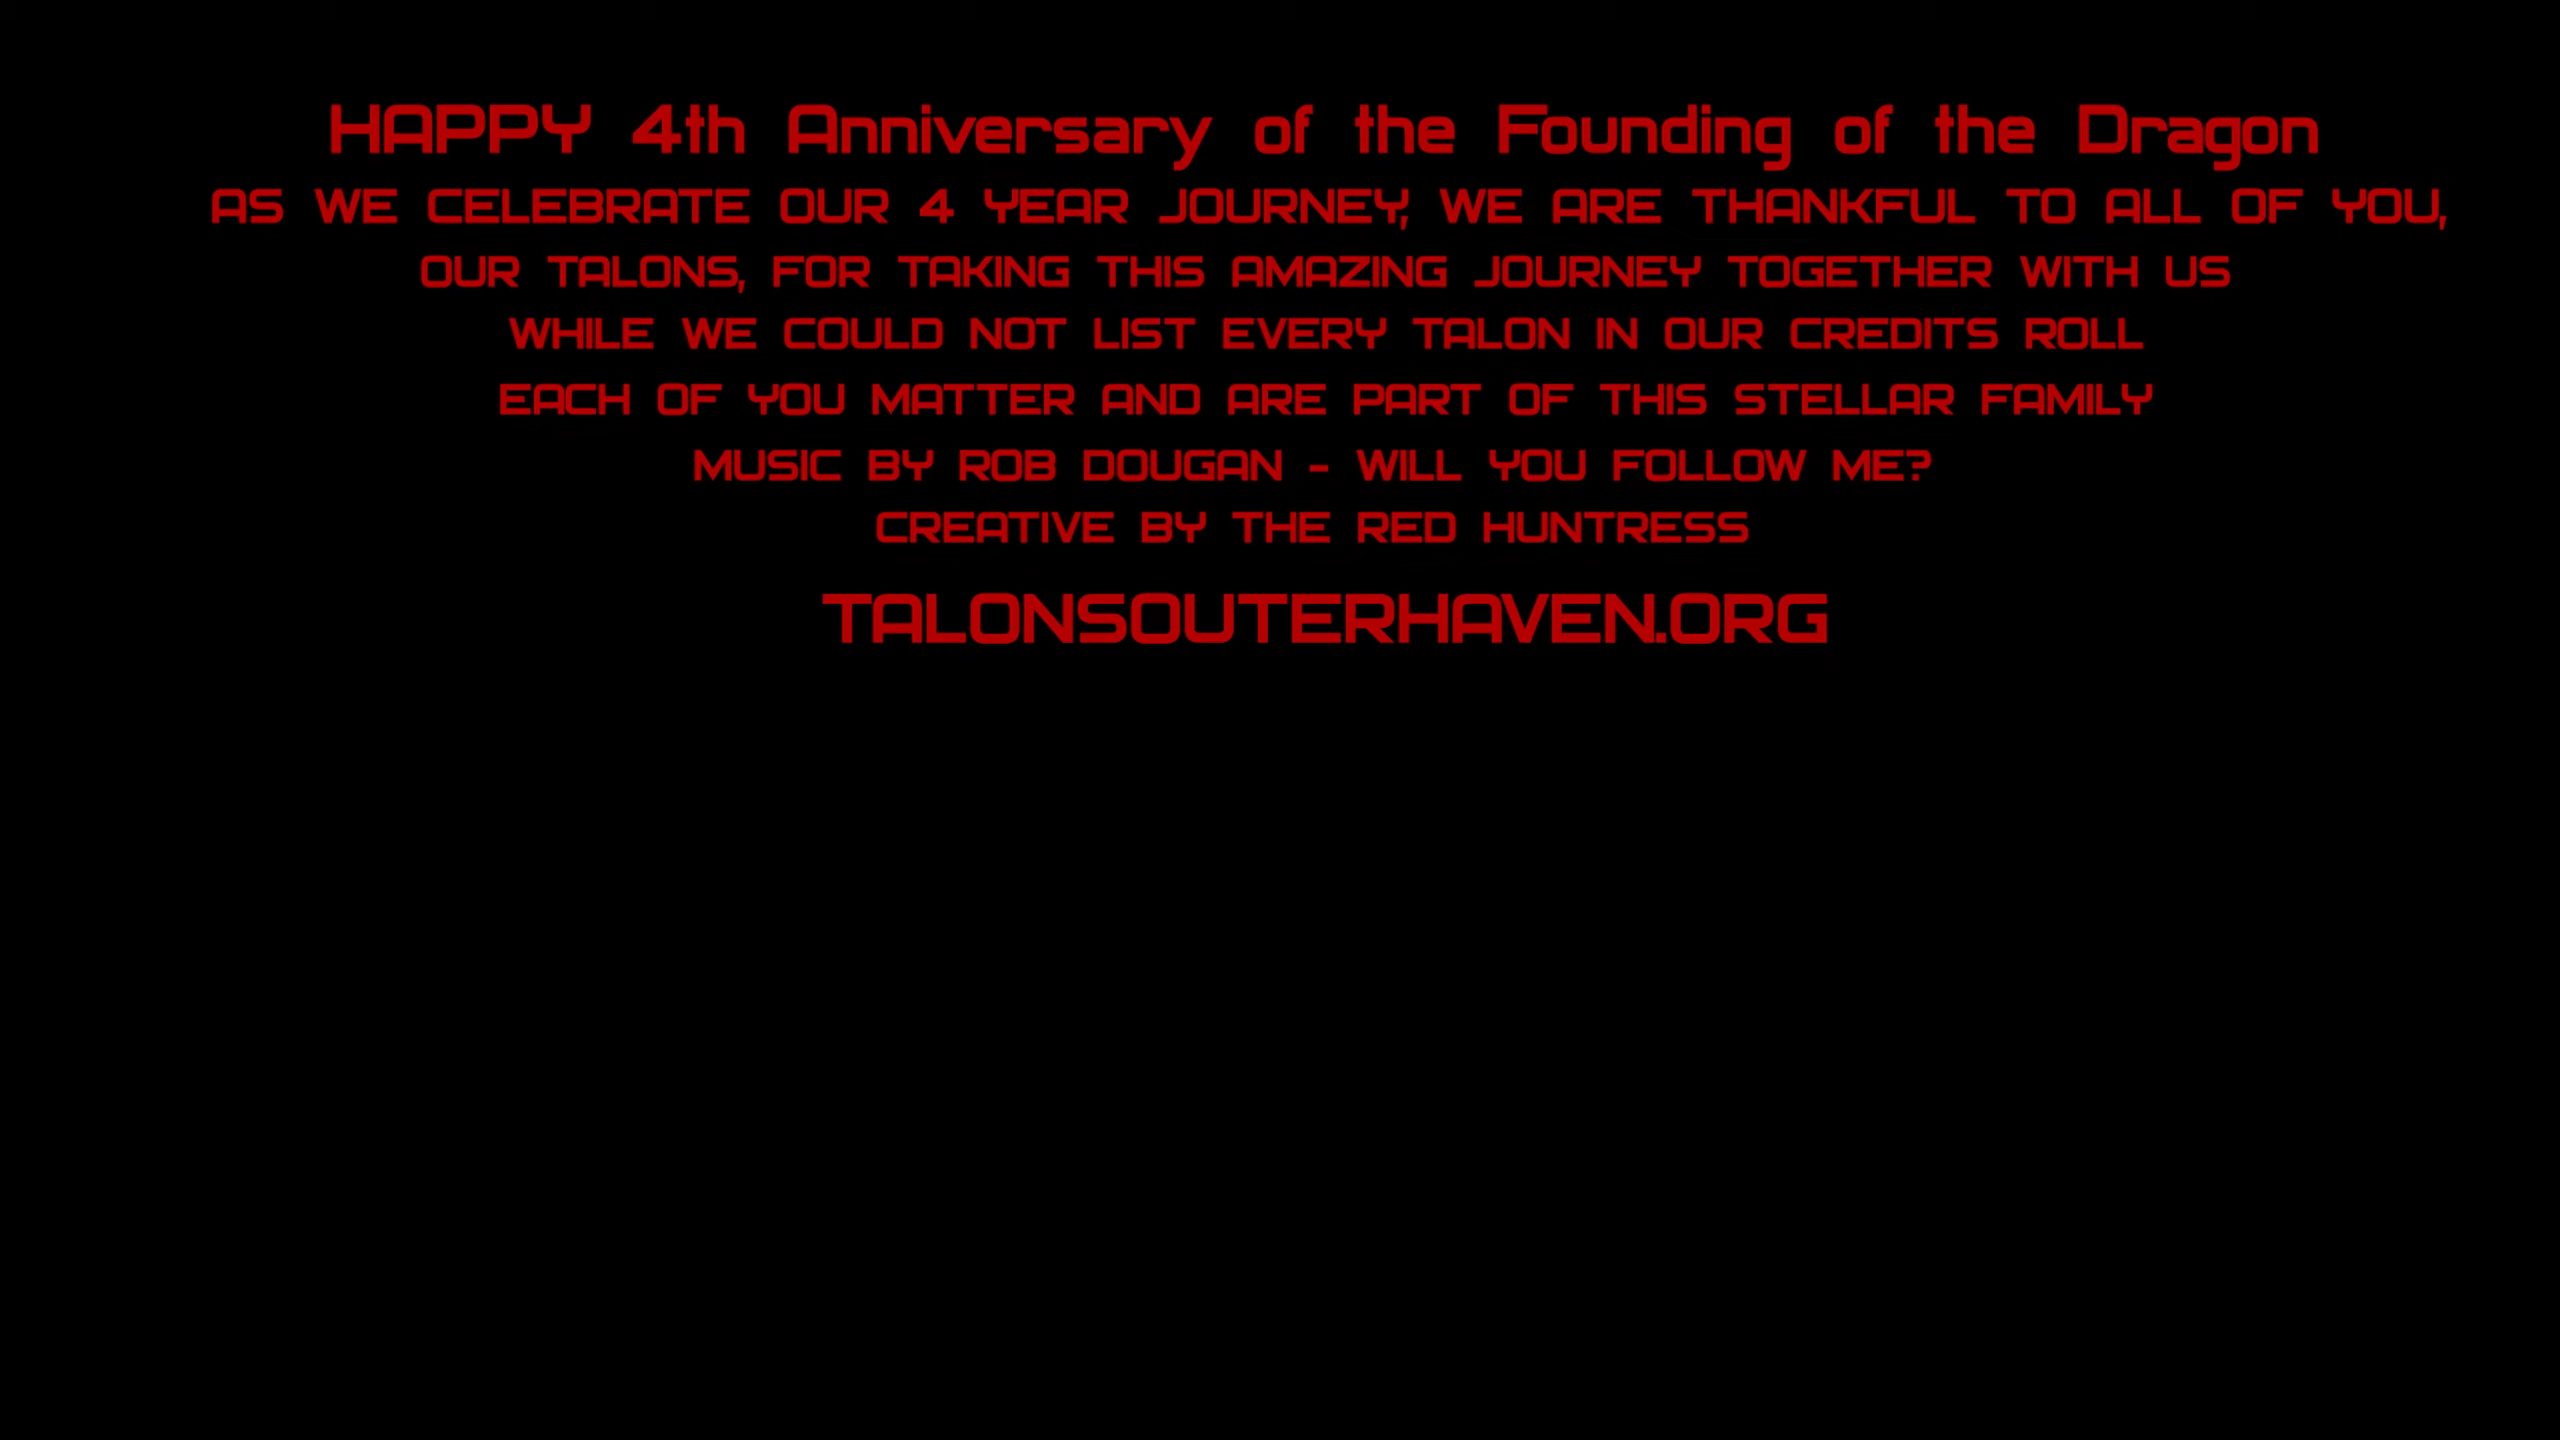 HAPPY 4th Anniversary of the Founding of the Dragon
AS WE CELEBRATE OUR 4 YEAR JOURNEY, WE ARE THANKFUL TO ALL OF YOU,
OUR TALONS, FOR TAKING THIS AMAZING JOURNEY TOGETHER WITH US
WHILE WE COULD NOT LIST EVERY TALON IN OUR CREDITS ROLL
EACH OF YOU MATTER AND ARE PART OF THIS STELLAR FAMILY
MUSIC BY ROB DOUGAN - WILL YOU FOLLOW ME?
CREATIVE BY THE RED HUNTRESS
TALONSOUTERHAVEN.ORG